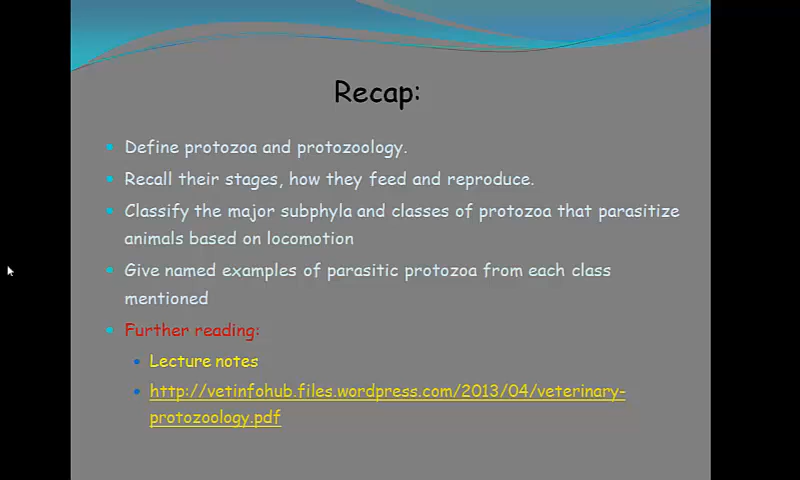 Recap:
Define protozoa and protozoology.
Recall their stages, how they feed and reproduce.
Classify the major subphyla and classes of protozoa that parasitize
animals based on locomotion
Give named examples of parasitic protozoa from each class
mentioned
Further reading:
Lecture notes
http://vetinfohub.files.wordpress.com/2013/04/veterinary-
protozoology.pdf